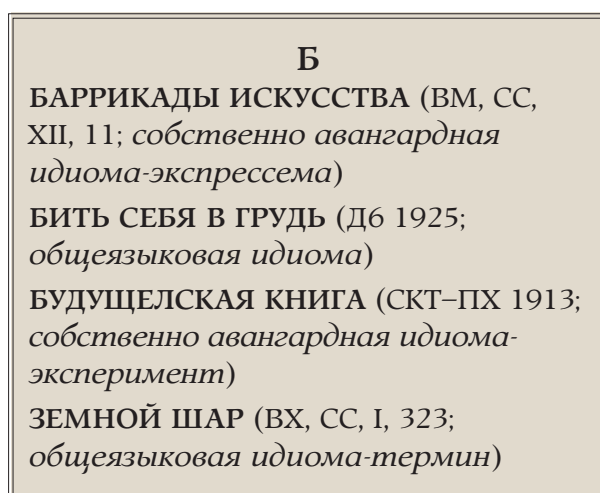 Б
БАРРИКАДЫ ИСКУССТВА (ВМ, СС,
XII, 11; собственно авангардная
идиома-экспрессема)
БИТЬ СЕБЯ В ГРУДЬ (Д6 1925;
общеязыковая идиома)
БУДУЩЕЛСКАЯ КНИГА (СКТ–ПХ 1913;
собственно авангардная идиома-
эксперимент)
ЗЕМНОЙ ШАР (ВХ, СС, I, 323;
общеязыковая идиома-термин)